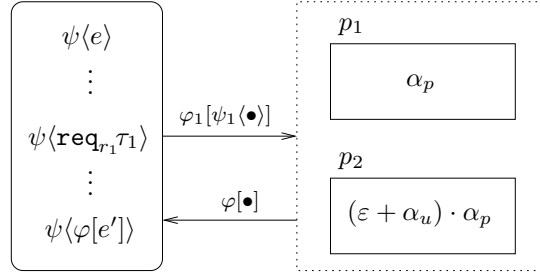 ψ⟨e⟩
⋮
ψ⟨req_{r_1}τ_1⟩
⋮
ψ⟨φ[e′]⟩
φ_1[ψ_1⟨•⟩]
φ[•]
p_1
α_p
p_2
(ε + α_u) · α_p